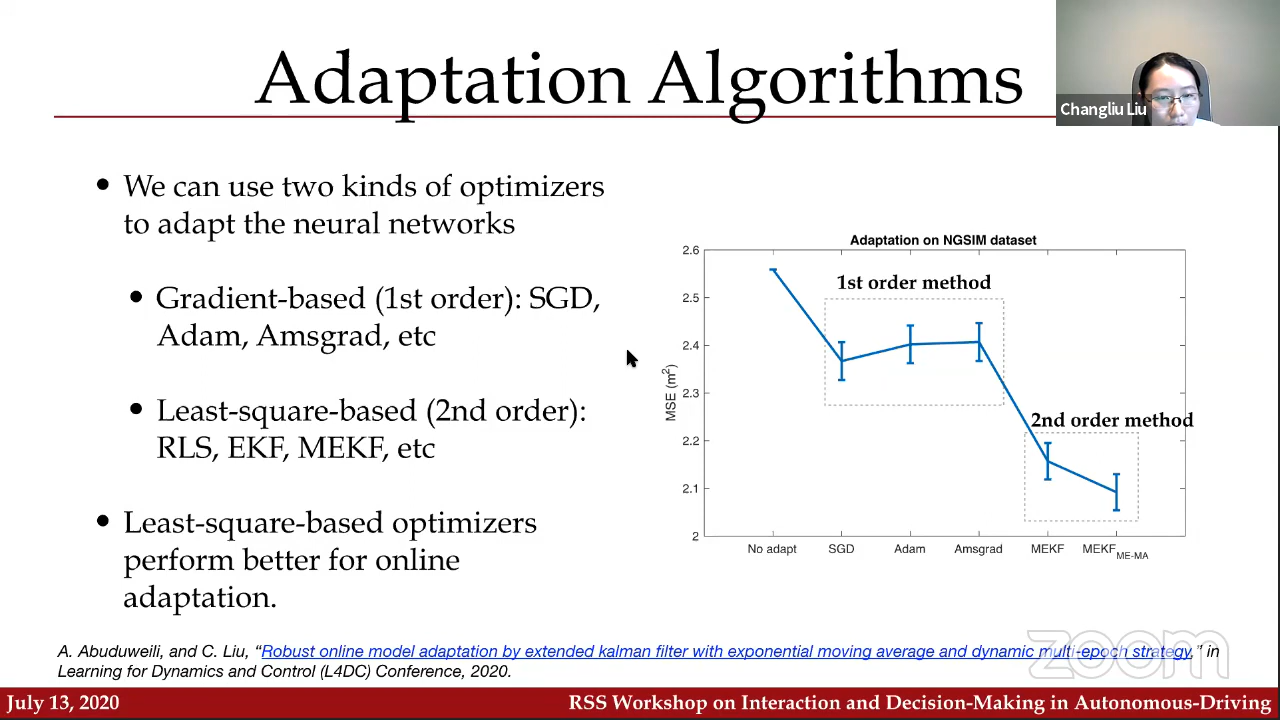 Adaptation Algorithms
Changliu Liu
• We can use two kinds of optimizers
to adapt the neural networks
• Gradient-based (1st order): SGD,
Adam, Amsgrad, etc
• Least-square-based (2nd order):
RLS, EKF, MEKF, etc
• Least-square-based optimizers
perform better for online
adaptation.
Adaptation on NGSIM dataset
1st order method
2nd order method
MSE (m²)
2.6
2.5
2.4
2.3
2.2
2.1
2
No adapt SGD Adam Amsgrad MEKF MEKF ME-MA
A. Abuduweili, and C. Liu, “Robust online model adaptation by extended kalman filter with exponential moving average and dynamic multi-epoch strategy,” in
Learning for Dynamics and Control (L4DC) Conference, 2020.
zoom
July 13, 2020
RSS Workshop on Interaction and Decision-Making in Autonomous-Driving